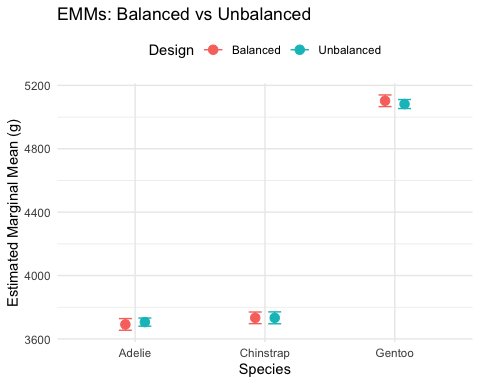 EMMs: Balanced vs Unbalanced
Design Balanced Unbalanced
5200
4800
4400
4000
3600
Estimated Marginal Mean (g)
Adelie Chinstrap Gentoo
Species